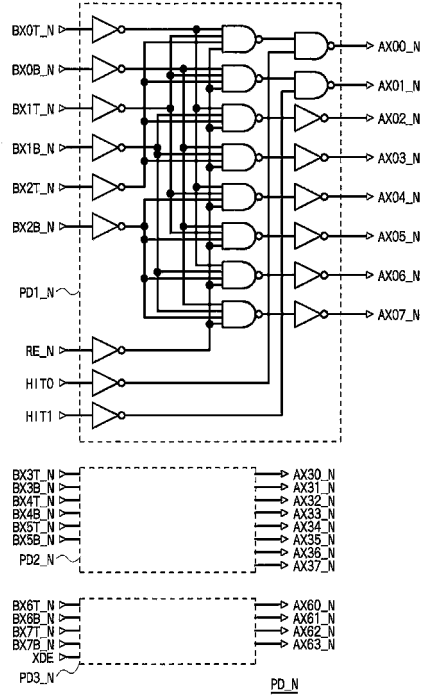 BX0T_N
AX00_N
BX0B_N
AX01_N
BX1T_N
AX02_N
BX1B_N
AX03_N
BX2T_N
AX04_N
BX2B_N
AX05_N
AX06_N
PD1_N
AX07_N
RE_N
HIT0
HIT1
BX3T_N
AX30_N
BX3B_N
AX31_N
BX4T_N
AX32_N
BX4B_N
AX33_N
BX5T_N
AX34_N
BX5B_N
AX35_N
AX36_N
PD2_N
AX37_N
BX6T_N
AX60_N
BX6B_N
AX61_N
BX7T_N
AX62_N
BX7B_N
AX63_N
XDE
PD3_N
PD_N